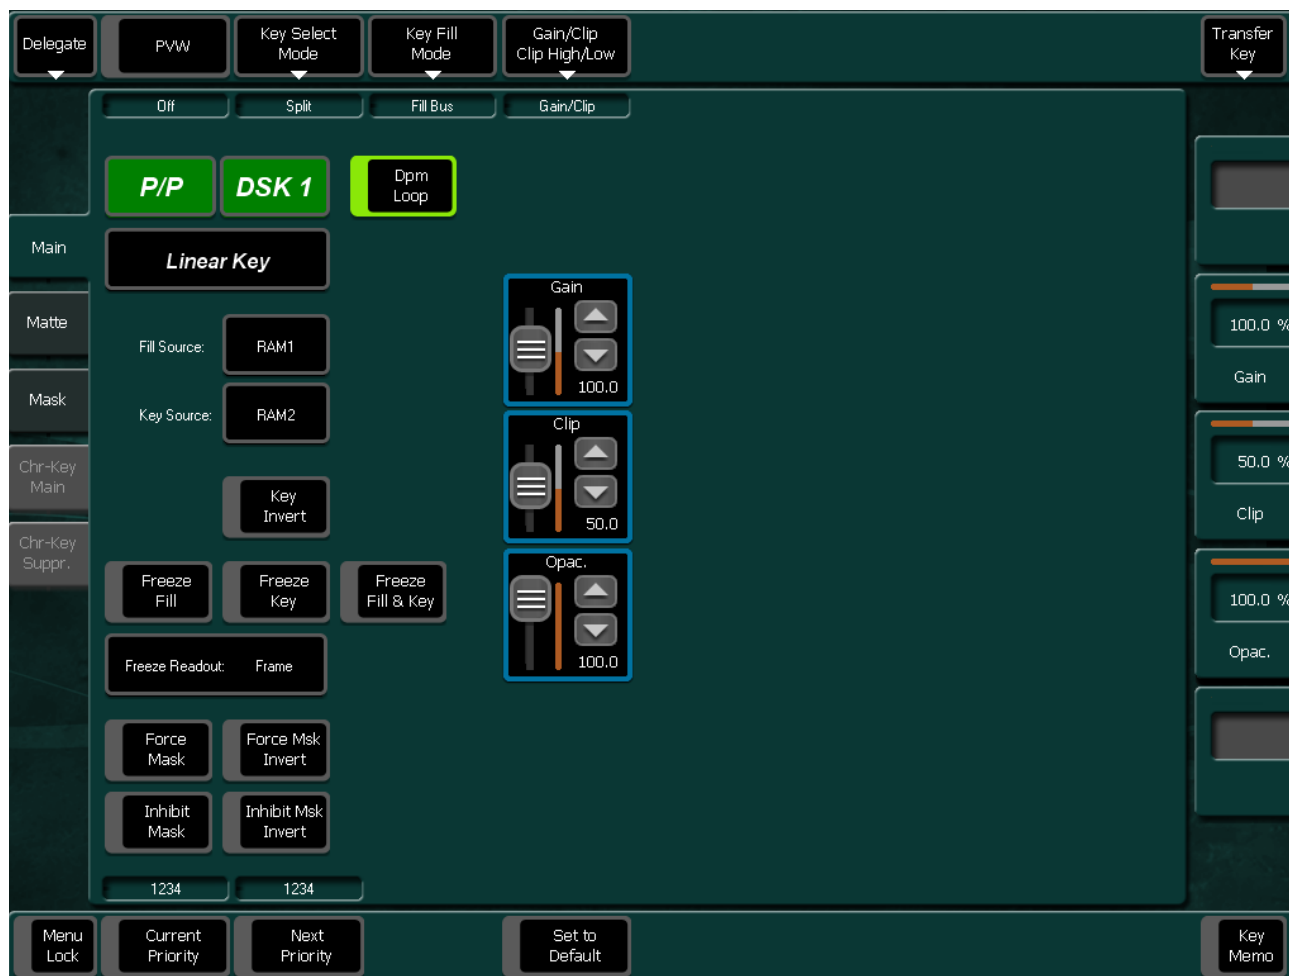 Delegate
PVW
Key Select
Mode
Key Fill
Mode
Gain/Clip
Clip High/Low
Transfer
Key
Off
Split
Fill Bus
Gain/Clip
P/P
DSK 1
Dpm
Loop
Main
Linear Key
Gain
100.0
Matte
Fill Source:
RAM1
100.0 %
Gain
Mask
Key Source:
RAM2
Clip
50.0
Chr-Key
Main
Key
Invert
50.0 %
Clip
Chr-Key
Suppr.
Freeze
Fill
Freeze
Key
Freeze
Fill & Key
Opac.
100.0
100.0 %
Opac.
Freeze Readout:
Frame
Force
Mask
Force Msk
Invert
Inhibit
Mask
Inhibit Msk
Invert
1234
1234
Menu
Lock
Current
Priority
Next
Priority
Set to
Default
Key
Memo